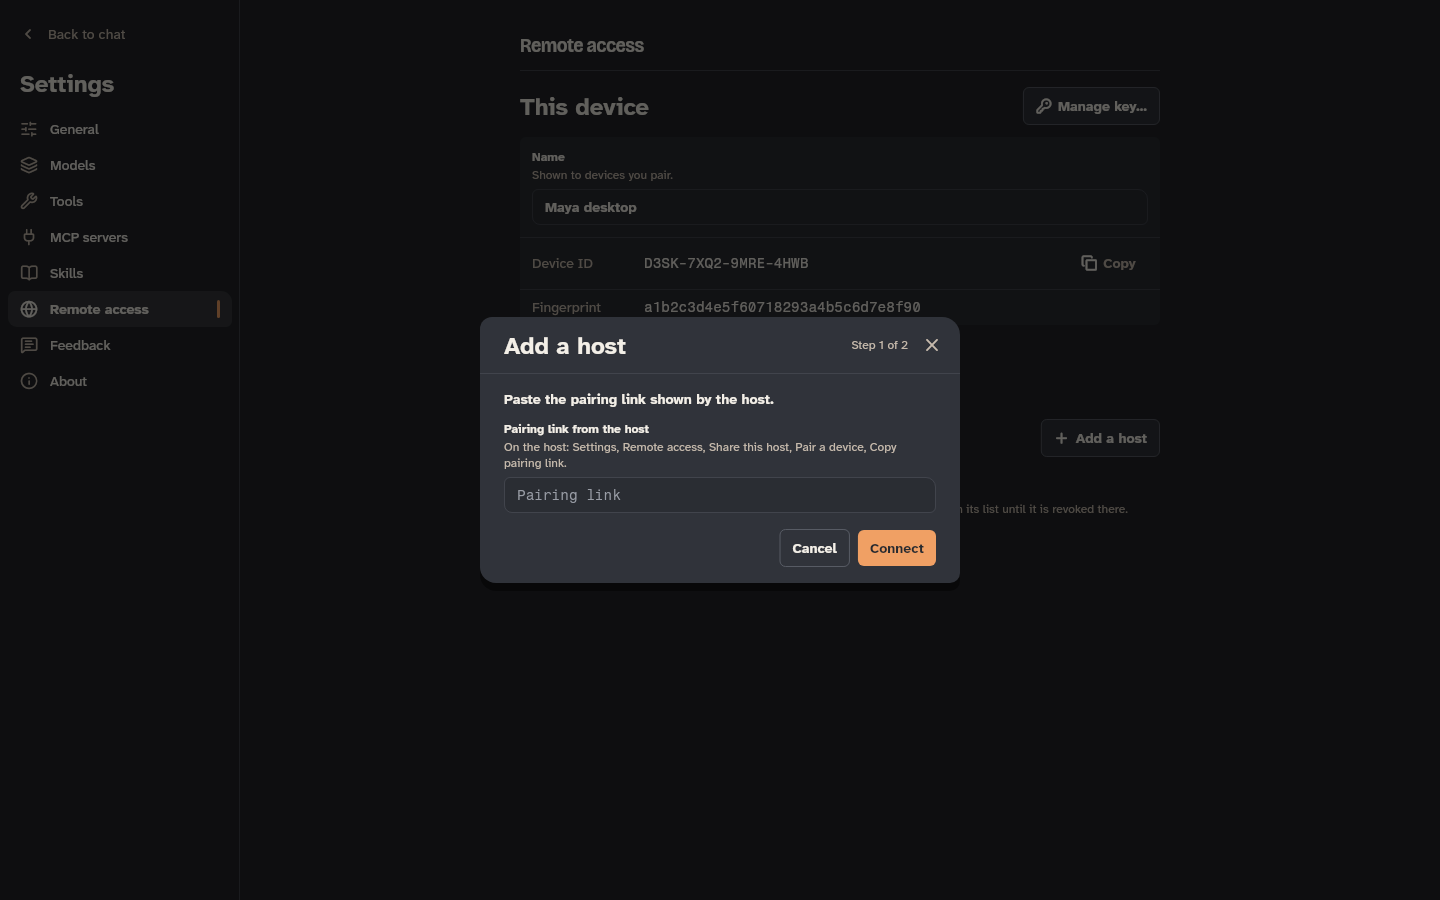 Back to chat
Settings
General
Models
Tools
MCP servers
Skills
Remote access
Feedback
About
Remote access
This device
Manage key...
Name
Shown to devices you pair.
Maya desktop
Device ID
D3SK-7XQ2-9MRE-4HWB
Copy
Fingerprint
a1b2c3d4e5f60718293a4b5c6d7e8f90
Add a host
Step 1 of 2
Paste the pairing link shown by the host.
Pairing link from the host
On the host: Settings, Remote access, Share this host, Pair a device, Copy
pairing link.
Pairing link
Cancel
Connect
Add a host
its list until it is revoked there.